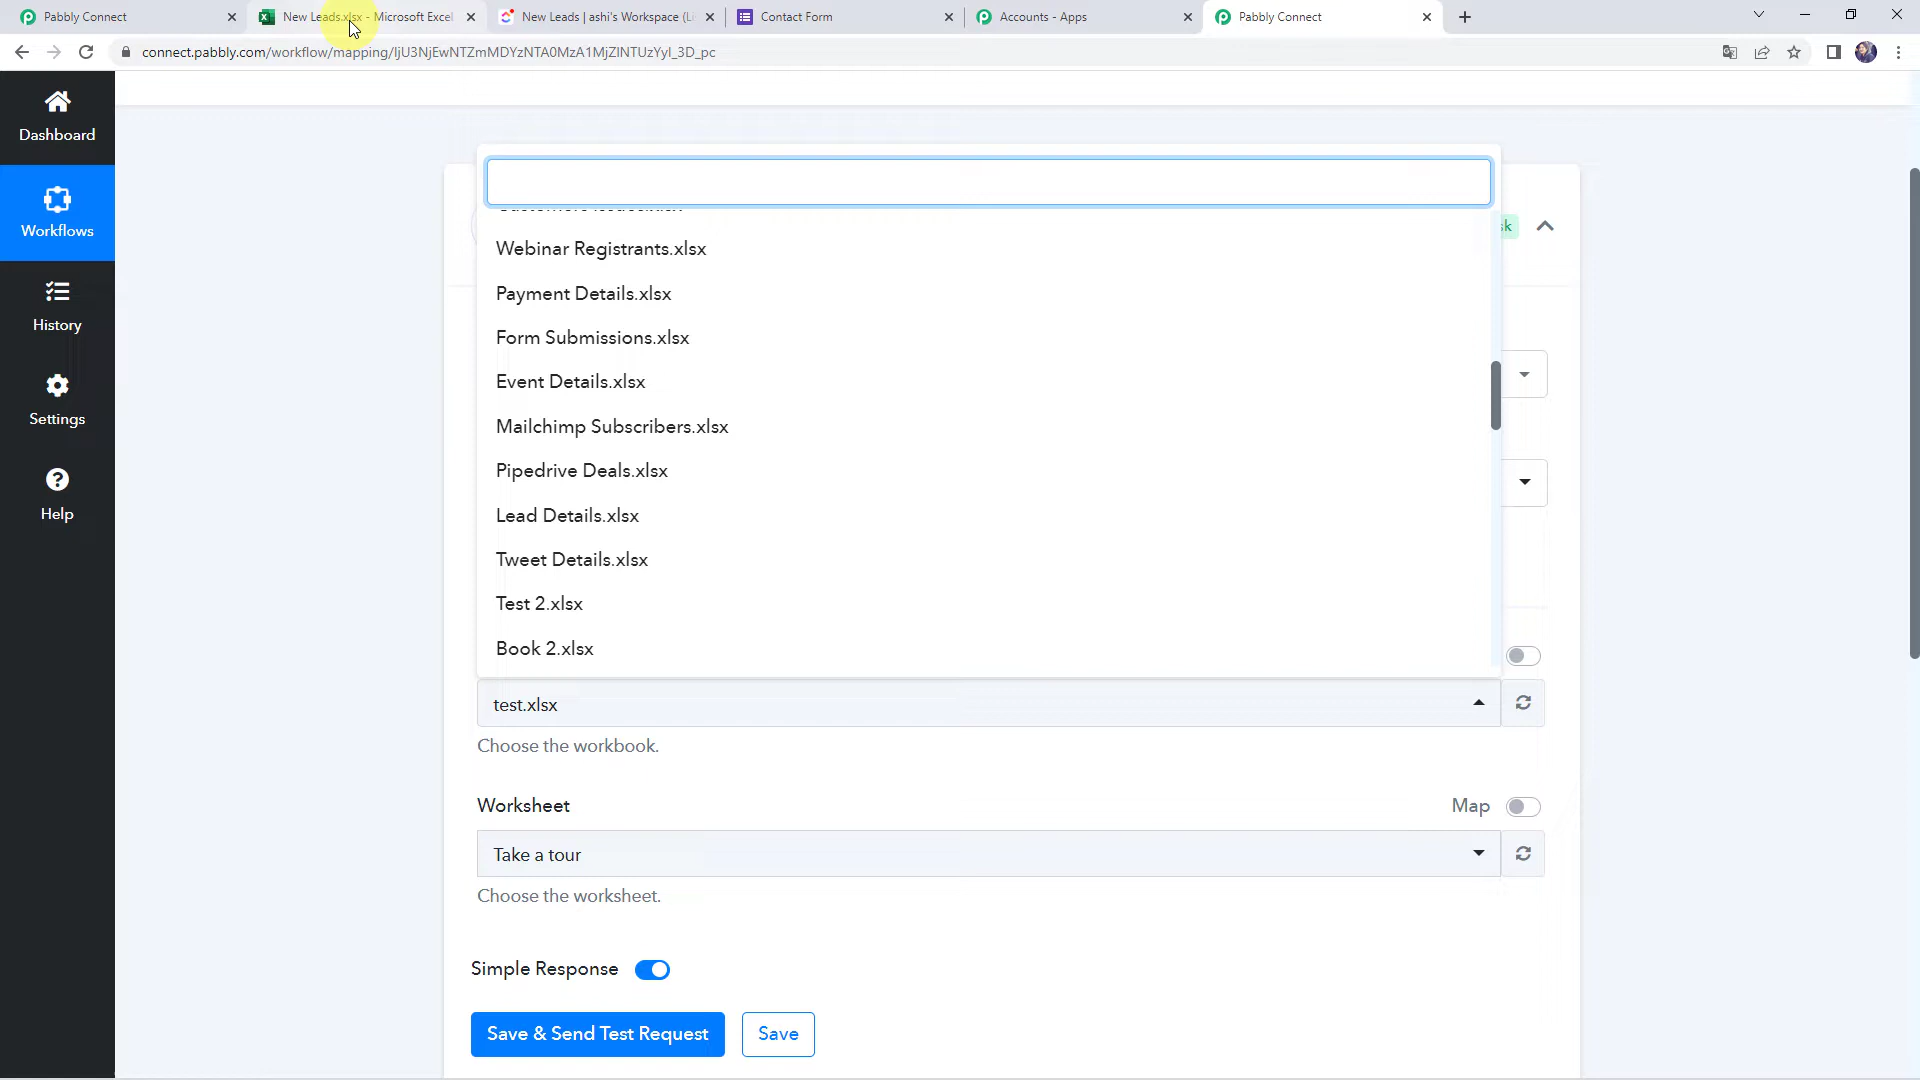 Pabbly Connect
New Leads.xlsx - Microsoft Excel
New Leads | ashi's Workspace (Li
Contact Form
Accounts - Apps
Pabbly Connect
connect.pabbly.com/workflow/mapping/IjU3NjEwNTZmMDYzNTA0MzA1MjZlNTUzYyI_3D_pc
Dashboard
Workflows
History
Settings
Help
Customers Issues.xlsx
Webinar Registrants.xlsx
Payment Details.xlsx
Form Submissions.xlsx
Event Details.xlsx
Mailchimp Subscribers.xlsx
Pipedrive Deals.xlsx
Lead Details.xlsx
Tweet Details.xlsx
Test 2.xlsx
Book 2.xlsx
test.xlsx
Choose the workbook.
Worksheet
Map
Take a tour
Choose the worksheet.
Simple Response
Save & Send Test Request
Save